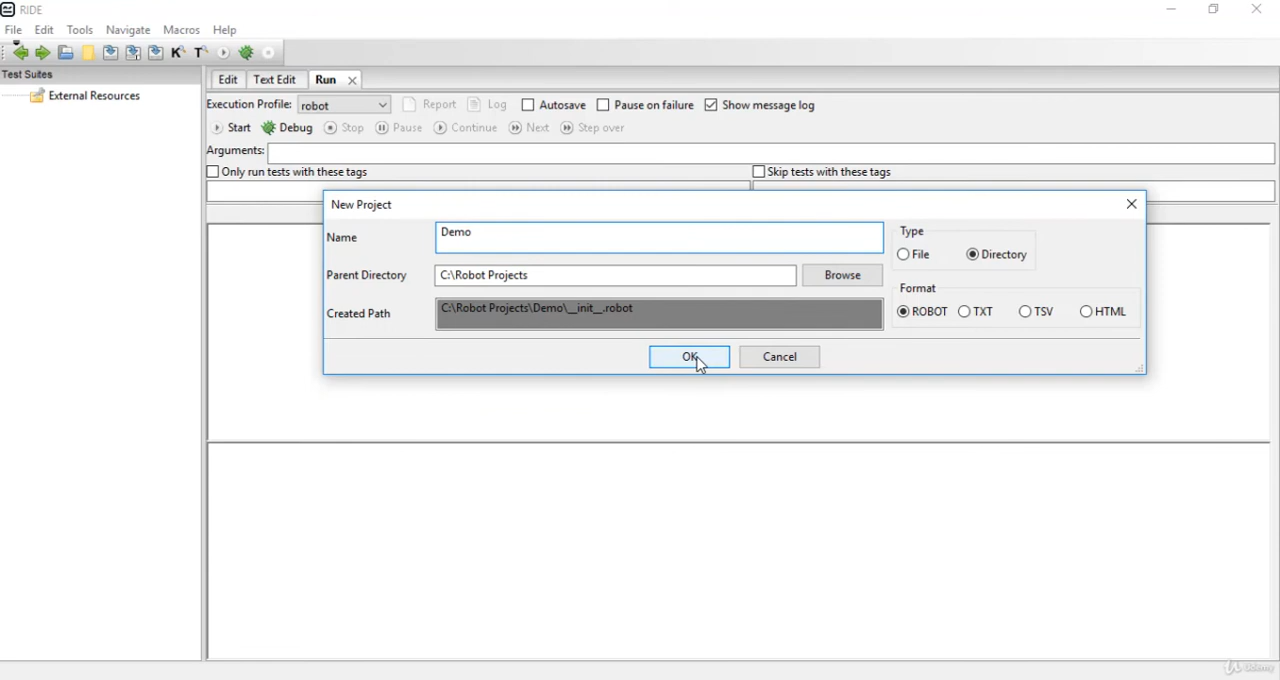 RIDE
File Edit Tools Navigate Macros Help
K T
Test Suites
External Resources
Edit Text Edit Run
Execution Profile: robot Report Log Autosave Pause on failure Show message log
Start Debug Stop Pause Continue Next Step over
Arguments:
Only run tests with these tags Skip tests with these tags
New Project
Name Demo
Type
File Directory
Parent Directory C:\Robot Projects Browse
Format
Created Path C:\Robot Projects\Demo\__init__.robot
ROBOT TXT TSV HTML
OK Cancel
Udemy